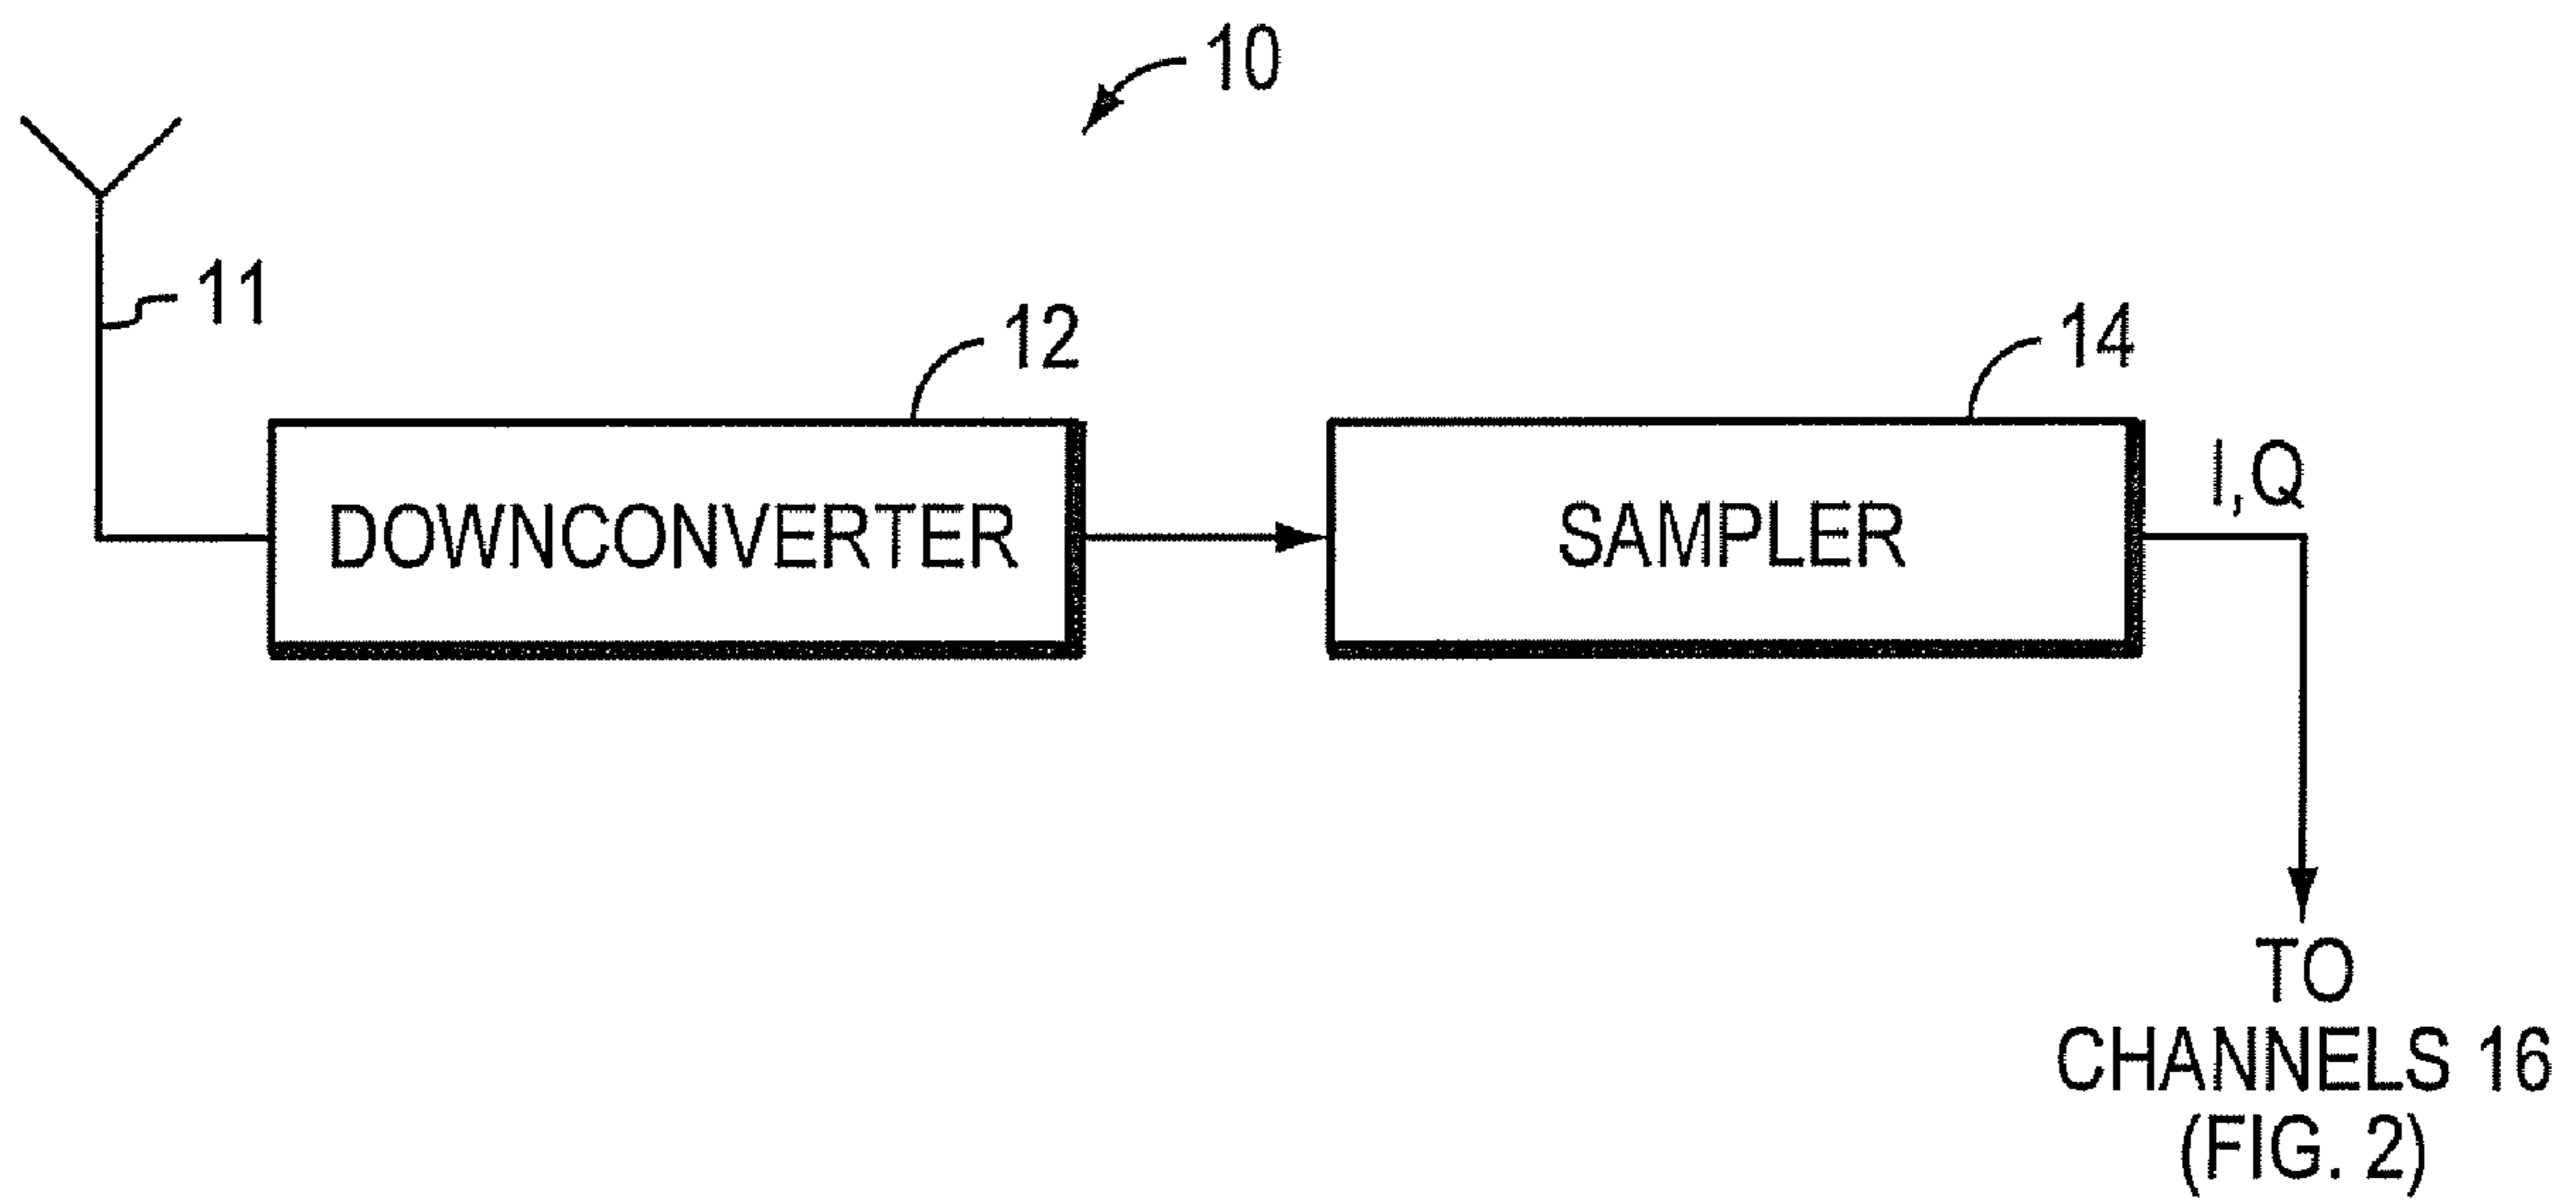 10
11
12
14
I,Q
DOWNCONVERTER
SAMPLER
TO
CHANNELS 16
(FIG. 2)